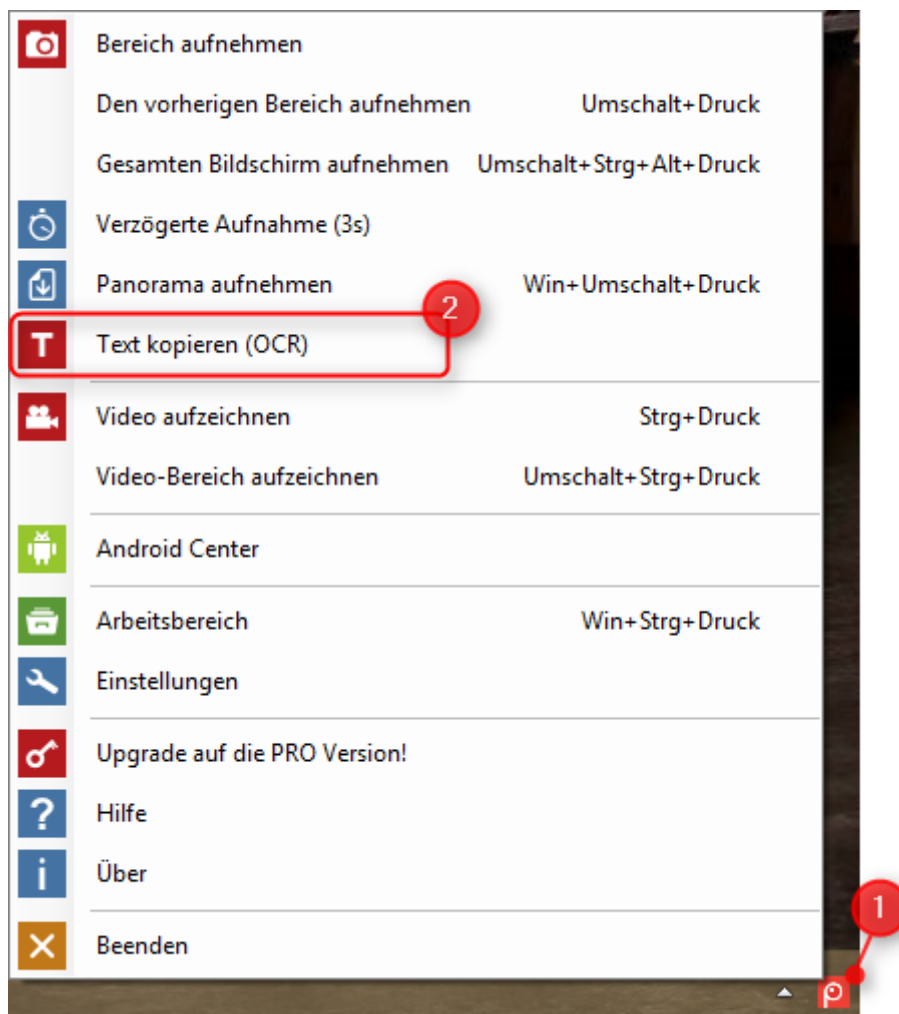 Bereich aufnehmen
Den vorherigen Bereich aufnehmen Umschalt+Druck
Gesamten Bildschirm aufnehmen Umschalt+Strg+Alt+Druck
Verzögerte Aufnahme (3s)
Panorama aufnehmen Win+Umschalt+Druck
2
T Text kopieren (OCR)
Video aufzeichnen Strg+Druck
Video-Bereich aufzeichnen Umschalt+Strg+Druck
Android Center
Arbeitsbereich Win+Strg+Druck
Einstellungen
Upgrade auf die PRO Version!
? Hilfe
i Über
1
Beenden